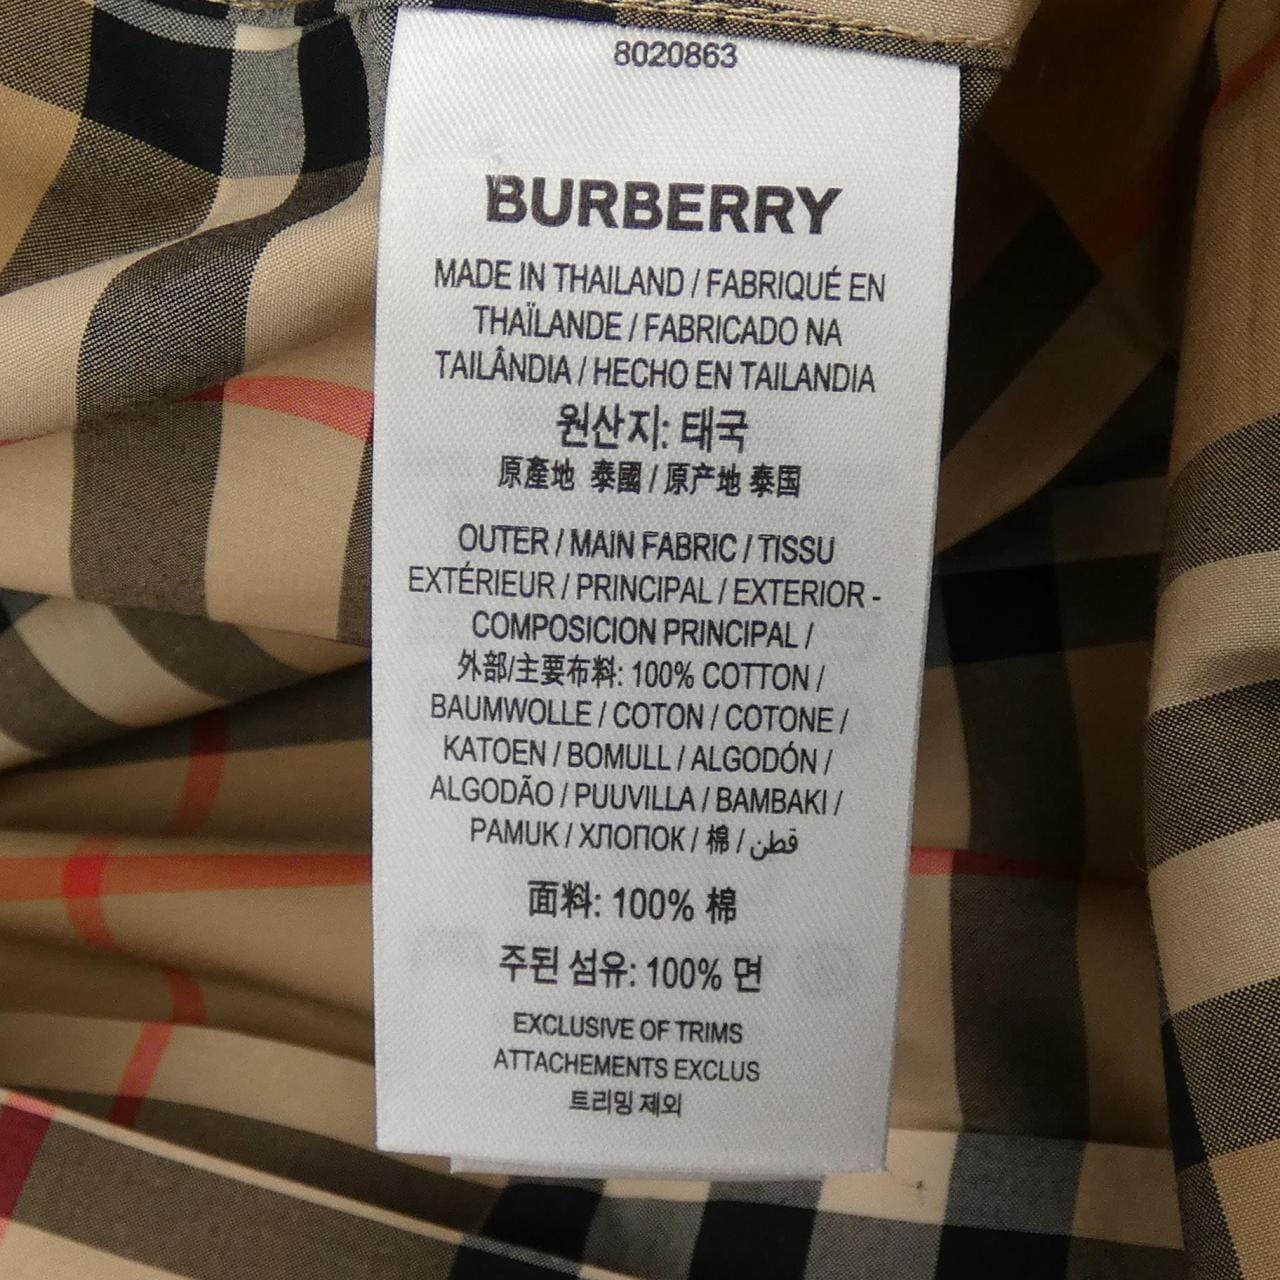 8020863
BURBERRY
MADE IN THAILAND / FABRIQUÉ EN
THAÏLANDE / FABRICADO NA
TAILÂNDIA / HECHO EN TAILANDIA
원산지: 태국
原產地 泰國 / 原产地 泰国
OUTER / MAIN FABRIC / TISSU
EXTÉRIEUR / PRINCIPAL / EXTERIOR -
COMPOSICION PRINCIPAL /
外部/主要布料: 100% COTTON /
BAUMWOLLE / COTON / COTONE /
KATOEN / BOMULL / ALGODÓN /
ALGODÃO / PUUVILLA / BAMBAKI /
PAMUK / ХЛОПОК / 棉 / قطن
面料: 100% 棉
주된 섬유: 100% 면
EXCLUSIVE OF TRIMS
ATTACHEMENTS EXCLUS
트리밍 제외